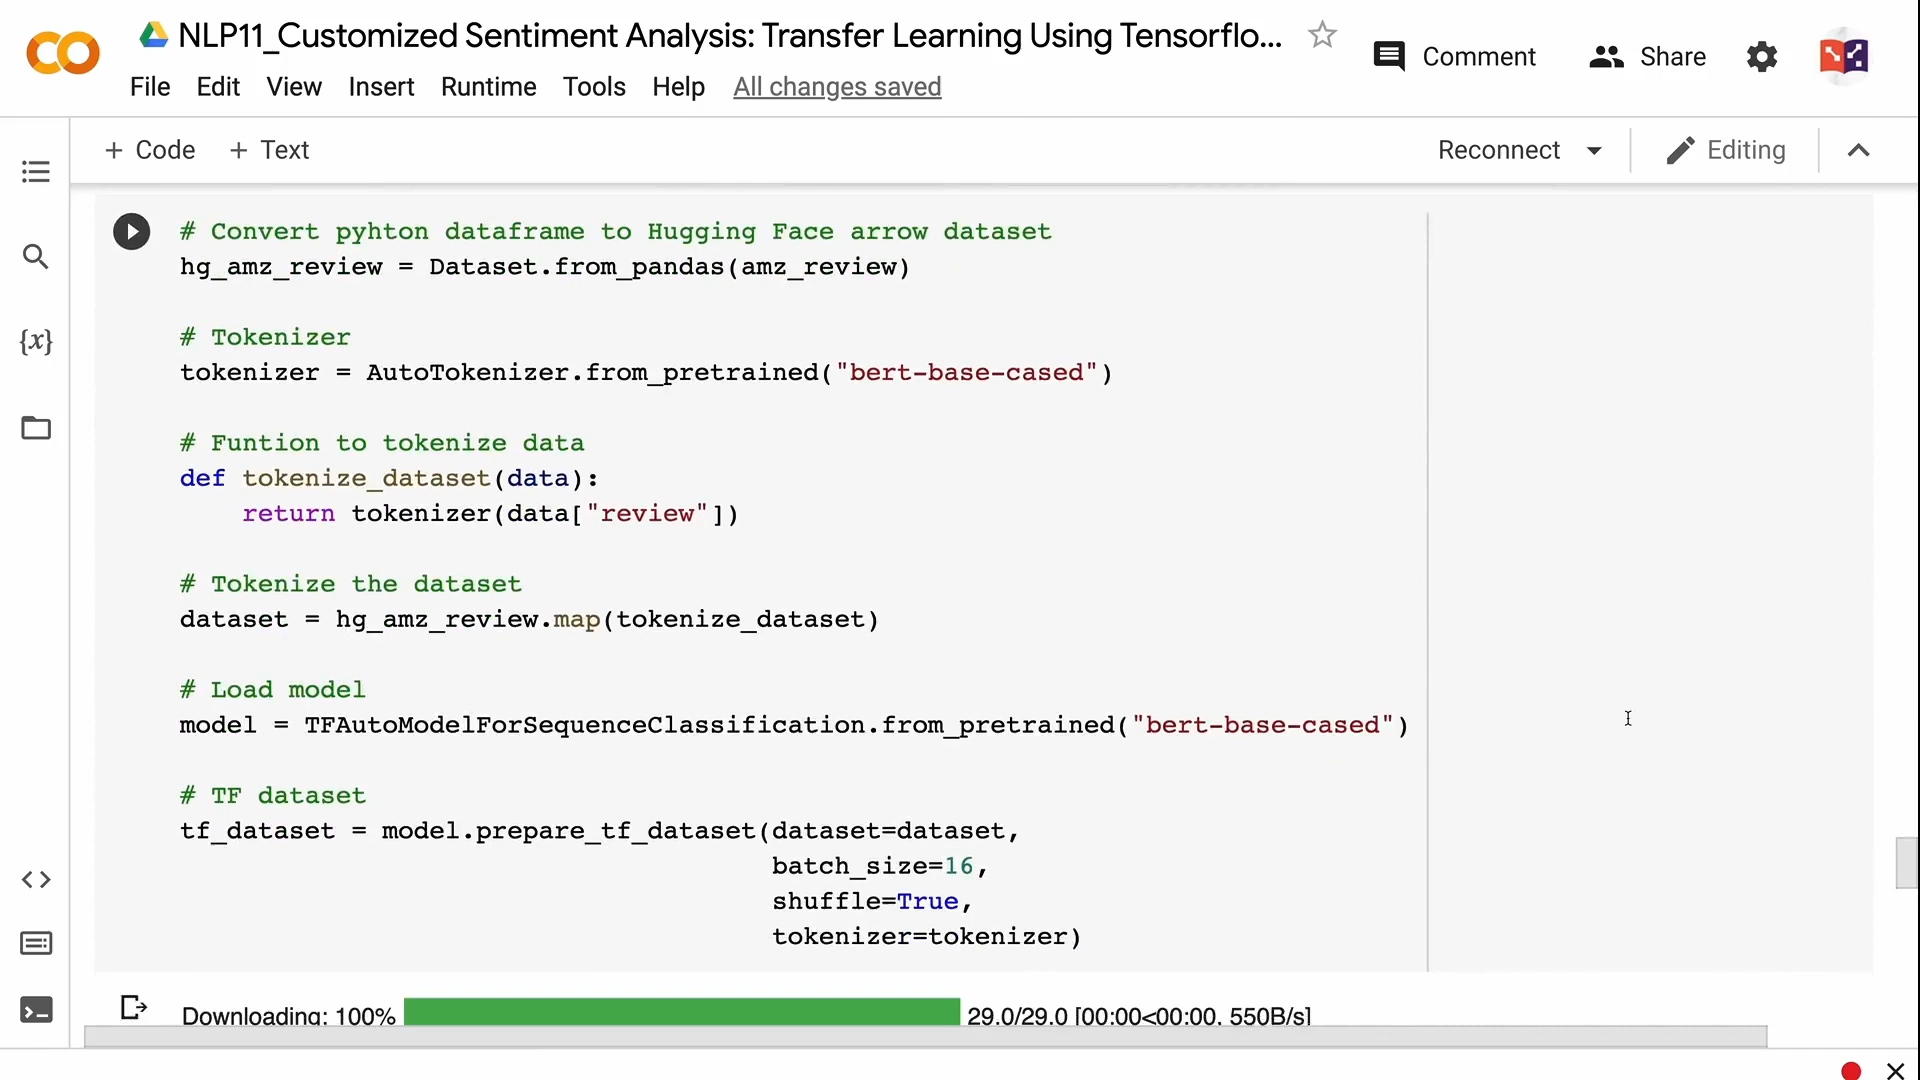 NLP11_Customized Sentiment Analysis: Transfer Learning Using Tensorflo...
Comment
Share
File Edit View Insert Runtime Tools Help All changes saved
+ Code + Text
Reconnect
Editing
{x}
# Convert pyhton dataframe to Hugging Face arrow dataset
hg_amz_review = Dataset.from_pandas(amz_review)
# Tokenizer
tokenizer = AutoTokenizer.from_pretrained("bert-base-cased")
# Funtion to tokenize data
def tokenize_dataset(data):
    return tokenizer(data["review"])
# Tokenize the dataset
dataset = hg_amz_review.map(tokenize_dataset)
# Load model
model = TFAutoModelForSequenceClassification.from_pretrained("bert-base-cased")
# TF dataset
tf_dataset = model.prepare_tf_dataset(dataset=dataset,
                                      batch_size=16,
                                      shuffle=True,
                                      tokenizer=tokenizer)
Downloading: 100% 29.0/29.0 [00:00<00:00, 550B/s]